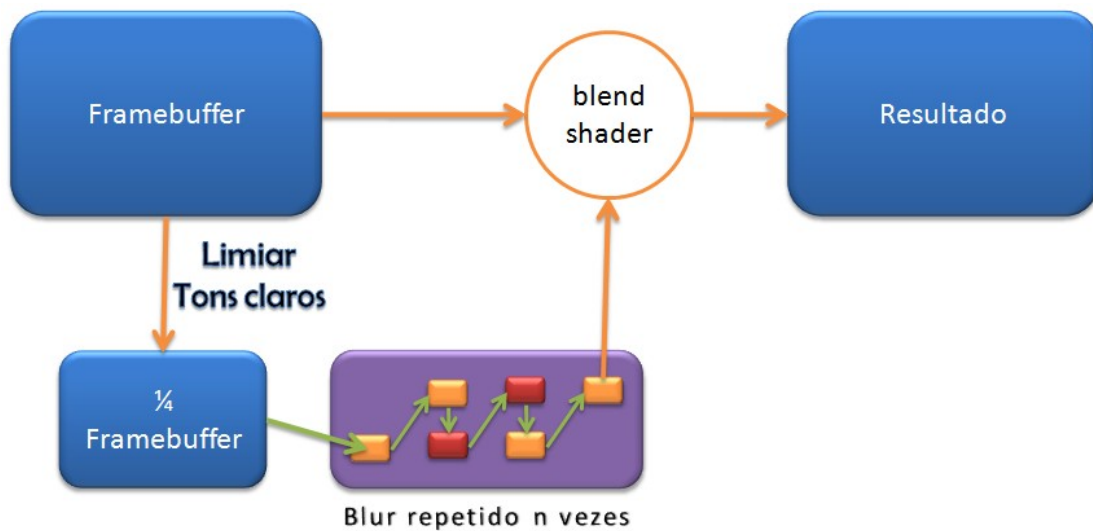 Framebuffer
blend
shader
Resultado
Limiar
Tons claros
¼
Framebuffer
Blur repetido n vezes